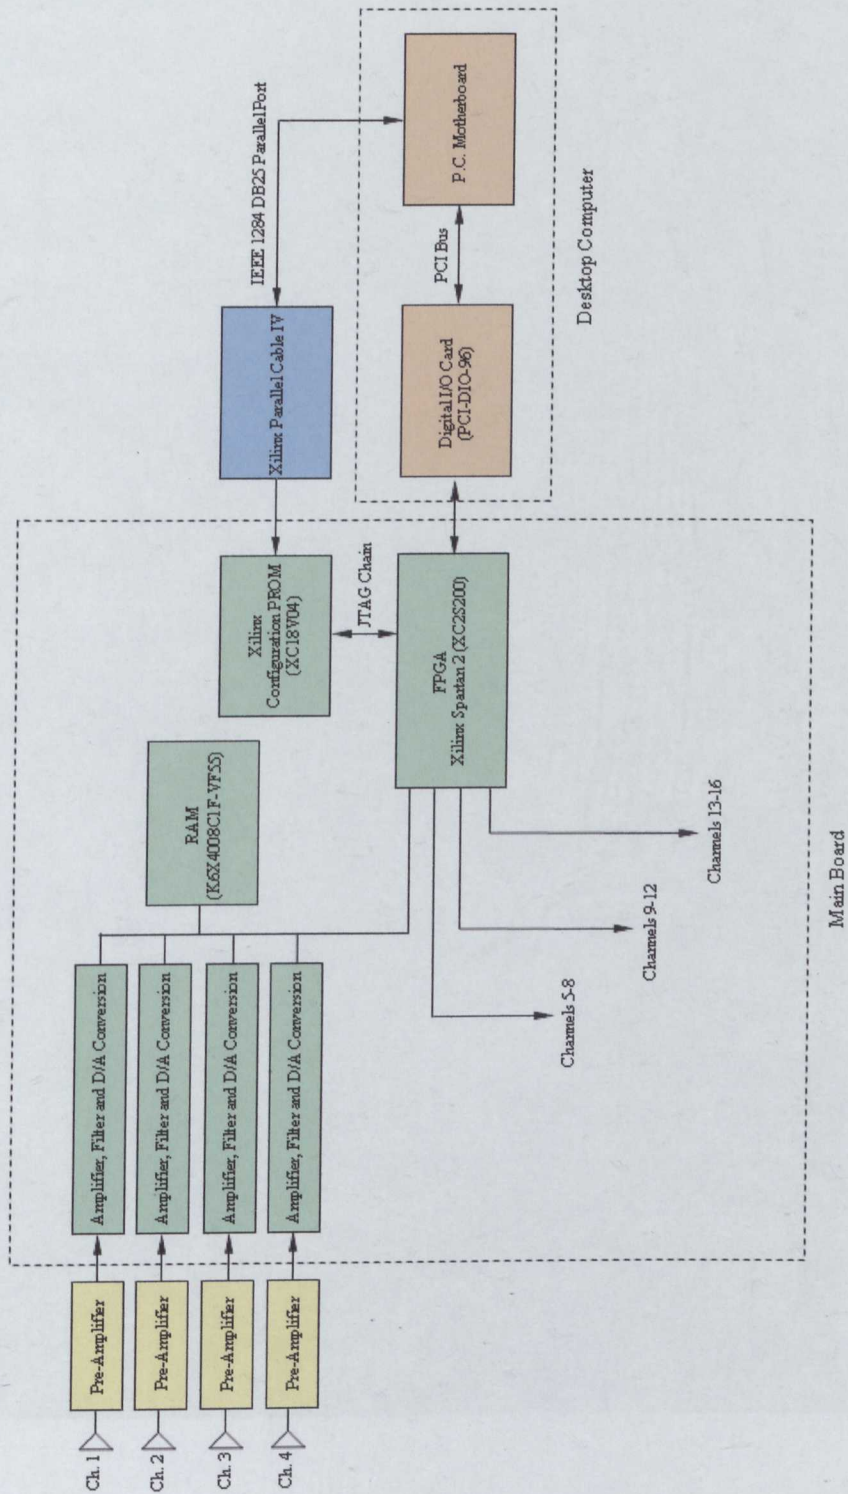 Ch. 1
Ch. 2
Ch. 3
Ch. 4
Pre-Amplifier
Pre-Amplifier
Pre-Amplifier
Pre-Amplifier
Amplifier, Filter and D/A Conversion
Amplifier, Filter and D/A Conversion
Amplifier, Filter and D/A Conversion
Amplifier, Filter and D/A Conversion
RAM
(K6X4008C1F-VF55)
Xilinx
Configuration PROM
(XC18V04)
JTAG Chain
FPGA
Xilinx Spartan 2 (XC2S200)
Channels 5-8
Channels 9-12
Channels 13-16
Main Board
Xilinx Parallel Cable IV
IEEE 1284 DB25 Parallel Port
Digital I/O Card
(PCI-DIO-96)
PCI Bus
P.C. Motherboard
Desktop Computer